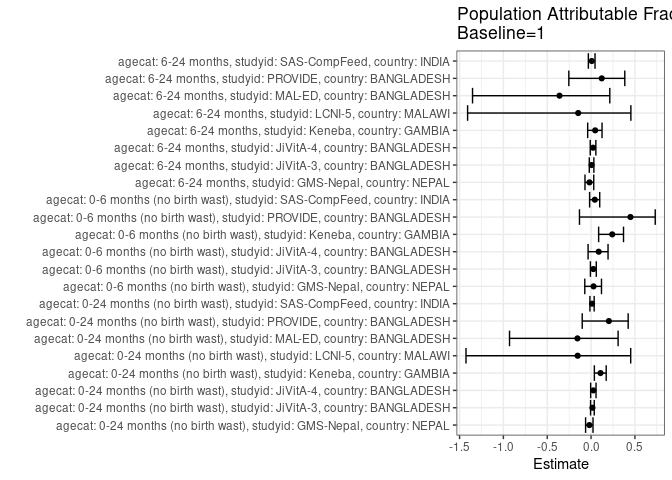 Population Attributable Frac
Baseline=1
agecat: 6-24 months, studyid: SAS-CompFeed, country: INDIA
agecat: 6-24 months, studyid: PROVIDE, country: BANGLADESH
agecat: 6-24 months, studyid: MAL-ED, country: BANGLADESH
agecat: 6-24 months, studyid: LCNI-5, country: MALAWI
agecat: 6-24 months, studyid: Keneba, country: GAMBIA
agecat: 6-24 months, studyid: JiVitA-4, country: BANGLADESH
agecat: 6-24 months, studyid: JiVitA-3, country: BANGLADESH
agecat: 6-24 months, studyid: GMS-Nepal, country: NEPAL
agecat: 0-6 months (no birth wast), studyid: SAS-CompFeed, country: INDIA
agecat: 0-6 months (no birth wast), studyid: PROVIDE, country: BANGLADESH
agecat: 0-6 months (no birth wast), studyid: Keneba, country: GAMBIA
agecat: 0-6 months (no birth wast), studyid: JiVitA-4, country: BANGLADESH
agecat: 0-6 months (no birth wast), studyid: JiVitA-3, country: BANGLADESH
agecat: 0-6 months (no birth wast), studyid: GMS-Nepal, country: NEPAL
agecat: 0-24 months (no birth wast), studyid: SAS-CompFeed, country: INDIA
agecat: 0-24 months (no birth wast), studyid: PROVIDE, country: BANGLADESH
agecat: 0-24 months (no birth wast), studyid: MAL-ED, country: BANGLADESH
agecat: 0-24 months (no birth wast), studyid: LCNI-5, country: MALAWI
agecat: 0-24 months (no birth wast), studyid: Keneba, country: GAMBIA
agecat: 0-24 months (no birth wast), studyid: JiVitA-4, country: BANGLADESH
agecat: 0-24 months (no birth wast), studyid: JiVitA-3, country: BANGLADESH
agecat: 0-24 months (no birth wast), studyid: GMS-Nepal, country: NEPAL
-1.5 -1.0 -0.5 0.0 0.5
Estimate